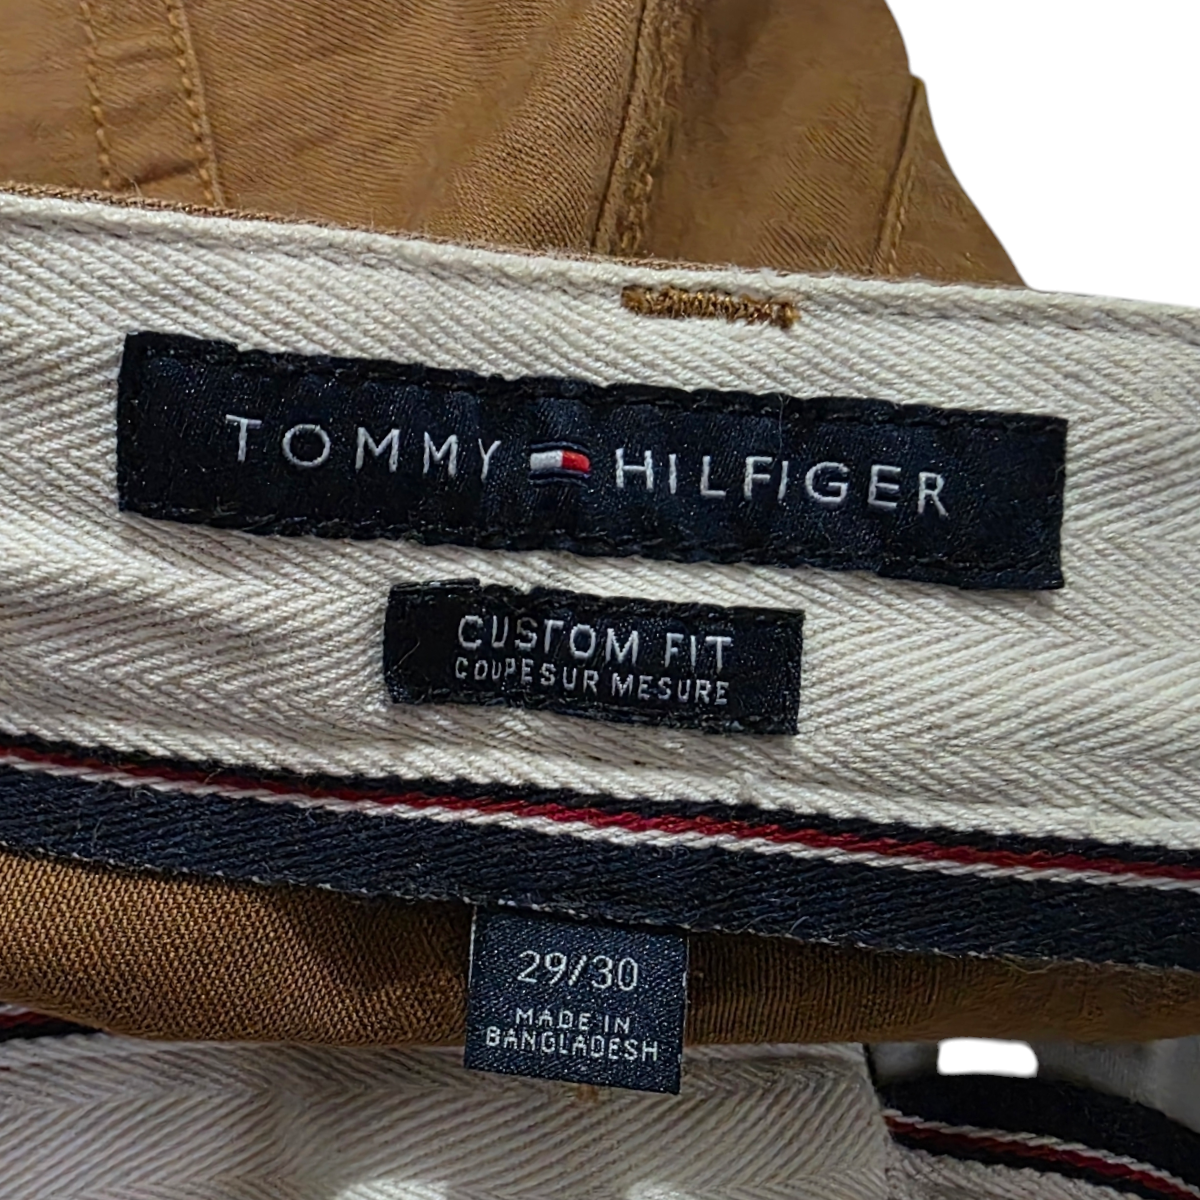 TOMMY HILFIGER
CUSTOM FIT
COUPE SUR MESURE
29/30
MADE IN
BANGLADESH